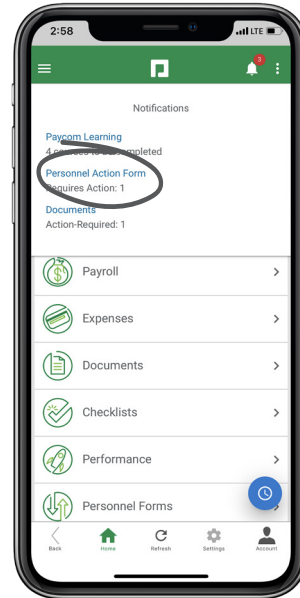 2:58
LTE
3
Notifications
Paycom Learning
4 courses to be completed
Personnel Action Form
Requires Action: 1
Documents
Action-Required: 1
Payroll
Expenses
Documents
Checklists
Performance
Personnel Forms
Back Home Refresh Settings Account